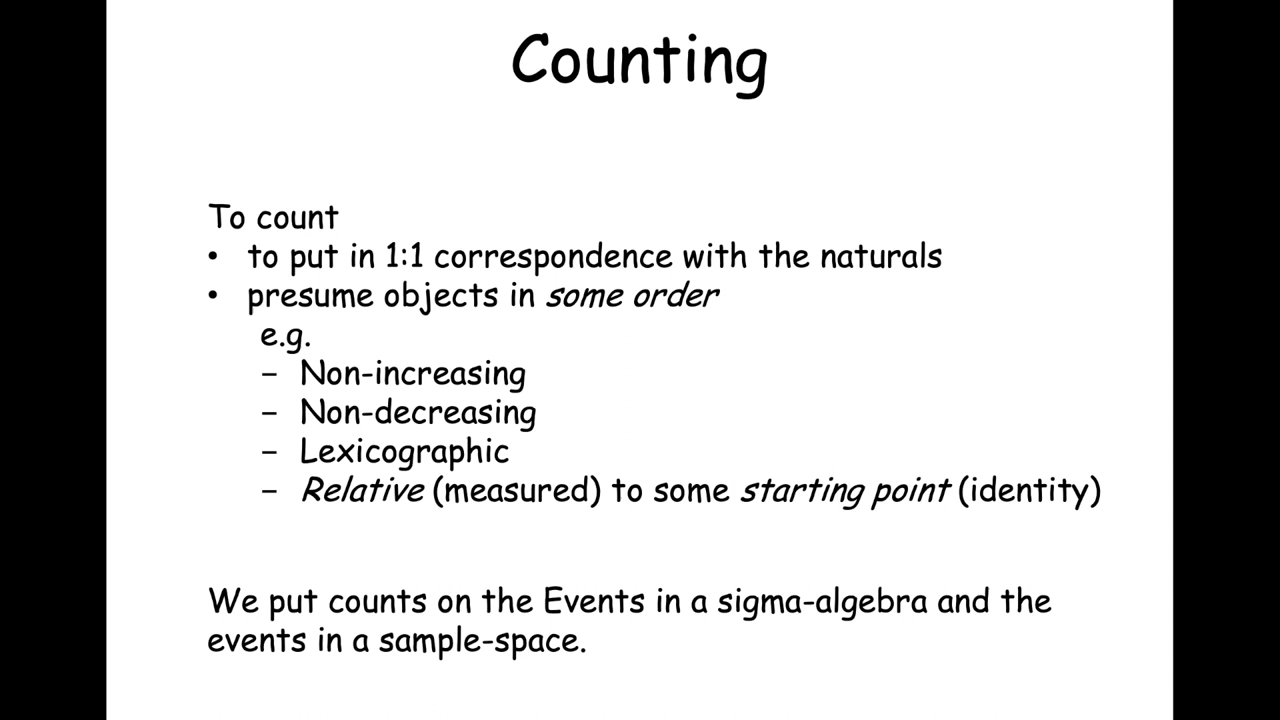 Counting
To count
• to put in 1:1 correspondence with the naturals
• presume objects in some order
e.g.
– Non-increasing
– Non-decreasing
– Lexicographic
– Relative (measured) to some starting point (identity)
We put counts on the Events in a sigma-algebra and the
events in a sample-space.